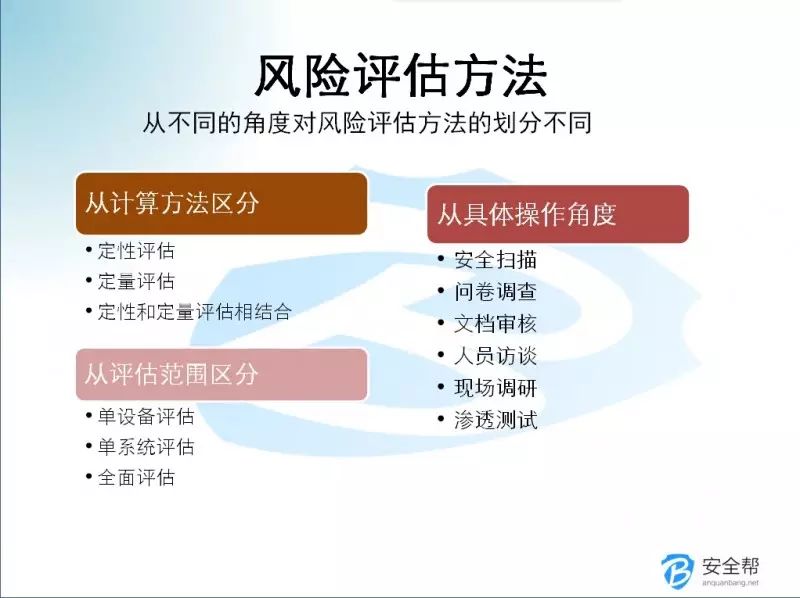 风险评估方法
从不同的角度对风险评估方法的划分不同
从计算方法区分
•定性评估
•定量评估
•定性和定量评估相结合
从评估范围区分
•单设备评估
•单系统评估
•全面评估
从具体操作角度
• 安全扫描
• 问卷调查
• 文档审核
• 人员访谈
• 现场调研
• 渗透测试
安全帮
anquanbang.net